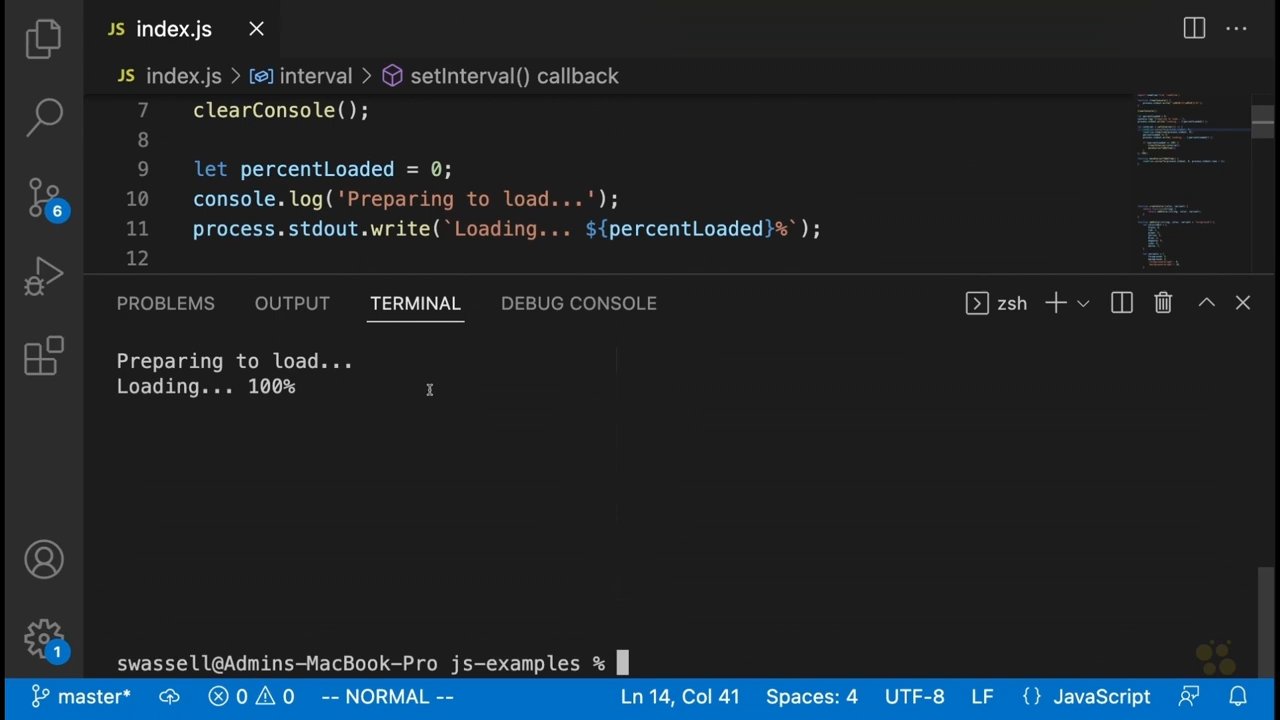 JS index.js
JS index.js > interval > setInterval() callback
7 clearConsole();
8
9 let percentLoaded = 0;
10 console.log('Preparing to load...');
11 process.stdout.write(`Loading... ${percentLoaded}%`);
12
PROBLEMS OUTPUT TERMINAL DEBUG CONSOLE zsh
Preparing to load...
Loading... 100%
swassell@Admins-MacBook-Pro js-examples %
6
1
master* 0 0 -- NORMAL -- Ln 14, Col 41 Spaces: 4 UTF-8 LF {} JavaScript